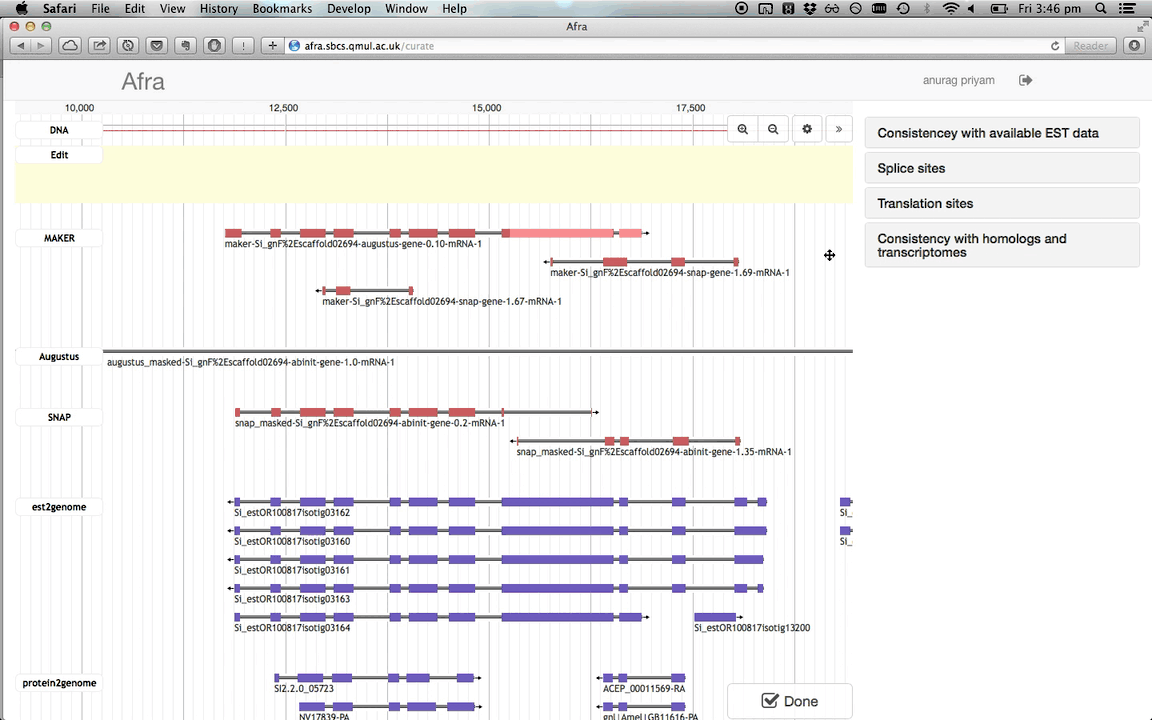 Safari File Edit View History Bookmarks Develop Window Help Fri 3:46 pm
Afra
afra.sbcs.qmul.ac.uk/curate Reader
Afra anurag priyam
10,000 12,500 15,000 17,500
DNA
Edit
Consistencey with available EST data
Splice sites
Translation sites
Consistency with homologs and
transcriptomes
MAKER
maker-Si_gnF%2Escaffold02694-augustus-gene-0.10-mRNA-1
maker-Si_gnF%2Escaffold02694-snap-gene-1.69-mRNA-1
maker-Si_gnF%2Escaffold02694-snap-gene-1.67-mRNA-1
Augustus
augustus_masked-Si_gnF%2Escaffold02694-abinit-gene-1.0-mRNA-1
SNAP
snap_masked-Si_gnF%2Escaffold02694-abinit-gene-0.2-mRNA-1
snap_masked-Si_gnF%2Escaffold02694-abinit-gene-1.35-mRNA-1
est2genome
Si_estOR100817isotig03162 Si_
Si_estOR100817isotig03160 Si_
Si_estOR100817isotig03161
Si_estOR100817isotig03163
Si_estOR100817isotig03164 Si_estOR100817isotig13200
protein2genome
SI2.2.0_05723 ACEP_00011569-RA
NV17839-PA gnl|Amel|GB11616-PA
Done